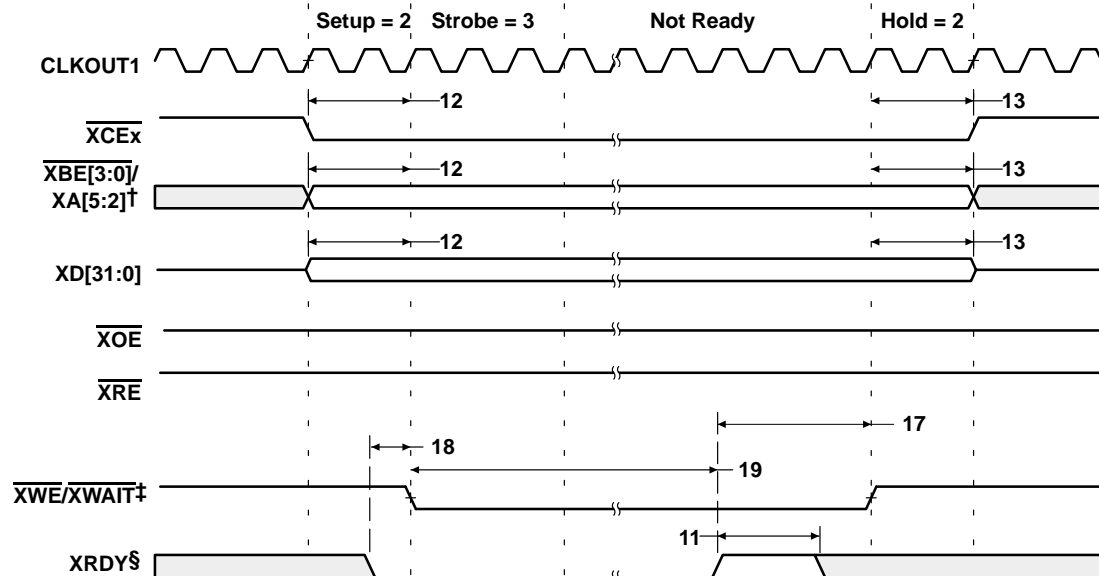 Setup = 2 Strobe = 3 Not Ready Hold = 2
CLKOUT1
12 13
XCEx
XBE[3:0]/
12 13
XA[5:2]†
12 13
XD[31:0]
XOE
XRE
17
18
19
XWE/XWAIT‡
11
XRDY§